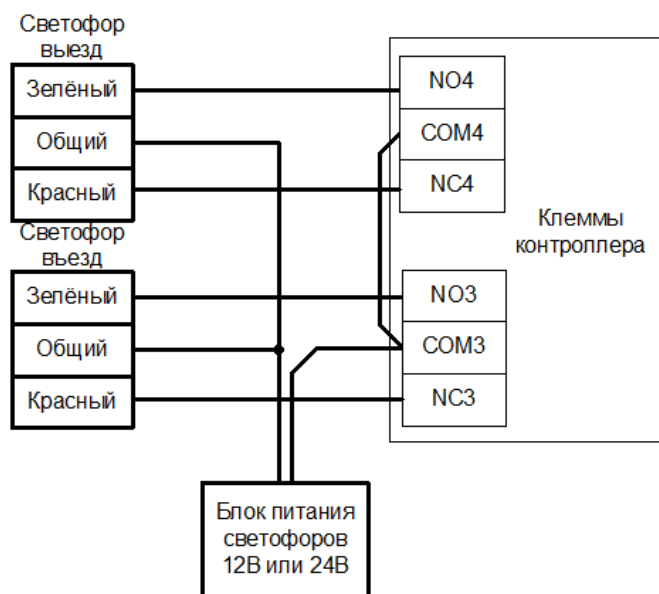 Светофор
выезд
Зелёный
Общий
Красный
Светофор
въезд
Зелёный
Общий
Красный
NO4
COM4
NC4
Клеммы
контроллера
NO3
COM3
NC3
Блок питания
светофоров
12В или 24В